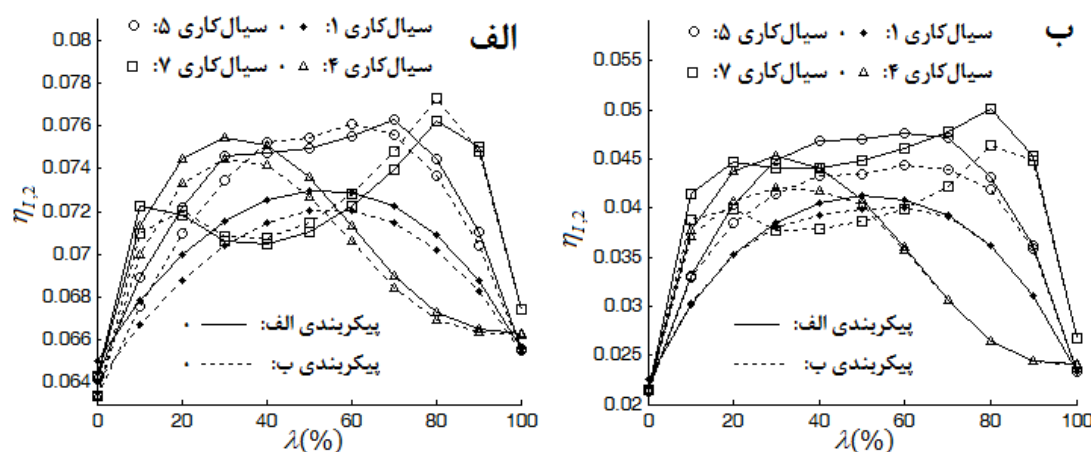 الف
سیال‌کاری ۱: سیال‌کاری ۵:
سیال‌کاری ۴: سیال‌کاری ۷:
0.08
0.078
0.076
0.074
0.072
0.07
0.068
0.066
0.064
η_{I,2}
پیکربندی الف:
پیکربندی ب:
0 20 40 60 80 100
λ(%)
ب
سیال‌کاری ۱: سیال‌کاری ۵:
سیال‌کاری ۴: سیال‌کاری ۷:
0.055
0.05
0.045
0.04
0.035
0.03
0.025
0.02
η_{I,2}
پیکربندی الف:
پیکربندی ب:
0 20 40 60 80 100
λ(%)